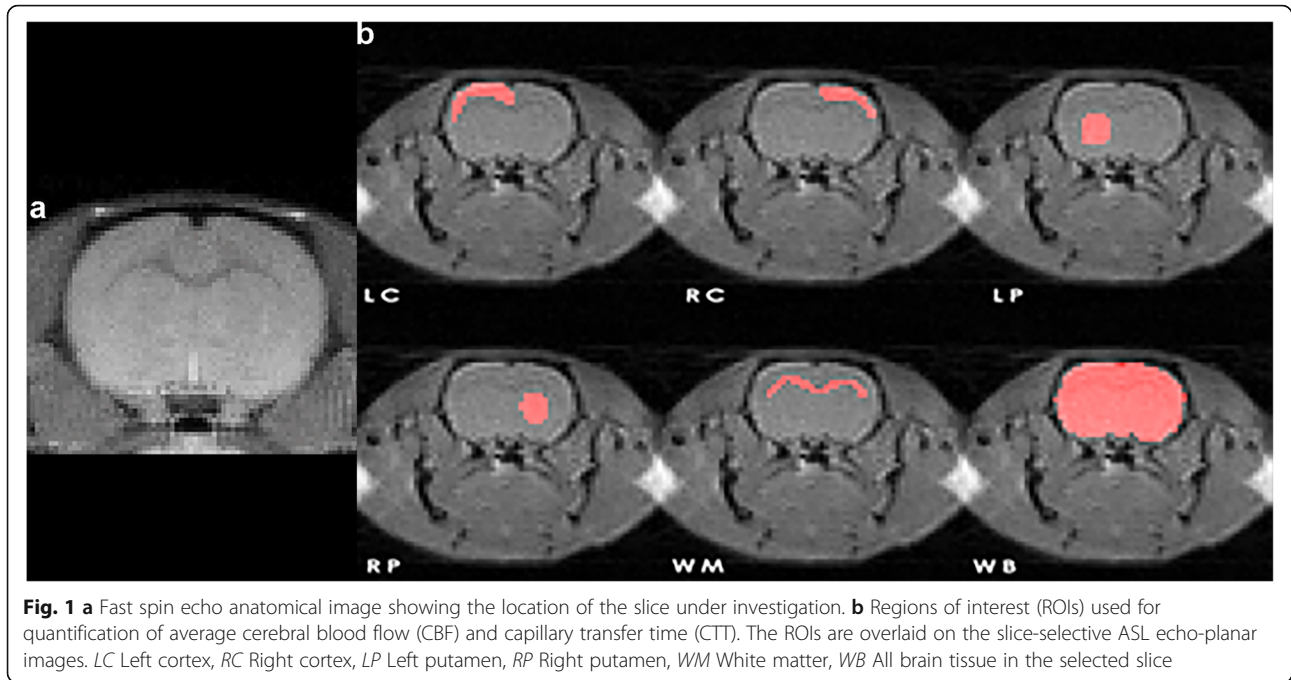 b
a
LC
RC
LP
RP
WM
WB
Fig. 1 a Fast spin echo anatomical image showing the location of the slice under investigation. b Regions of interest (ROIs) used for
quantification of average cerebral blood flow (CBF) and capillary transfer time (CTT). The ROIs are overlaid on the slice-selective ASL echo-planar
images. LC Left cortex, RC Right cortex, LP Left putamen, RP Right putamen, WM White matter, WB All brain tissue in the selected slice